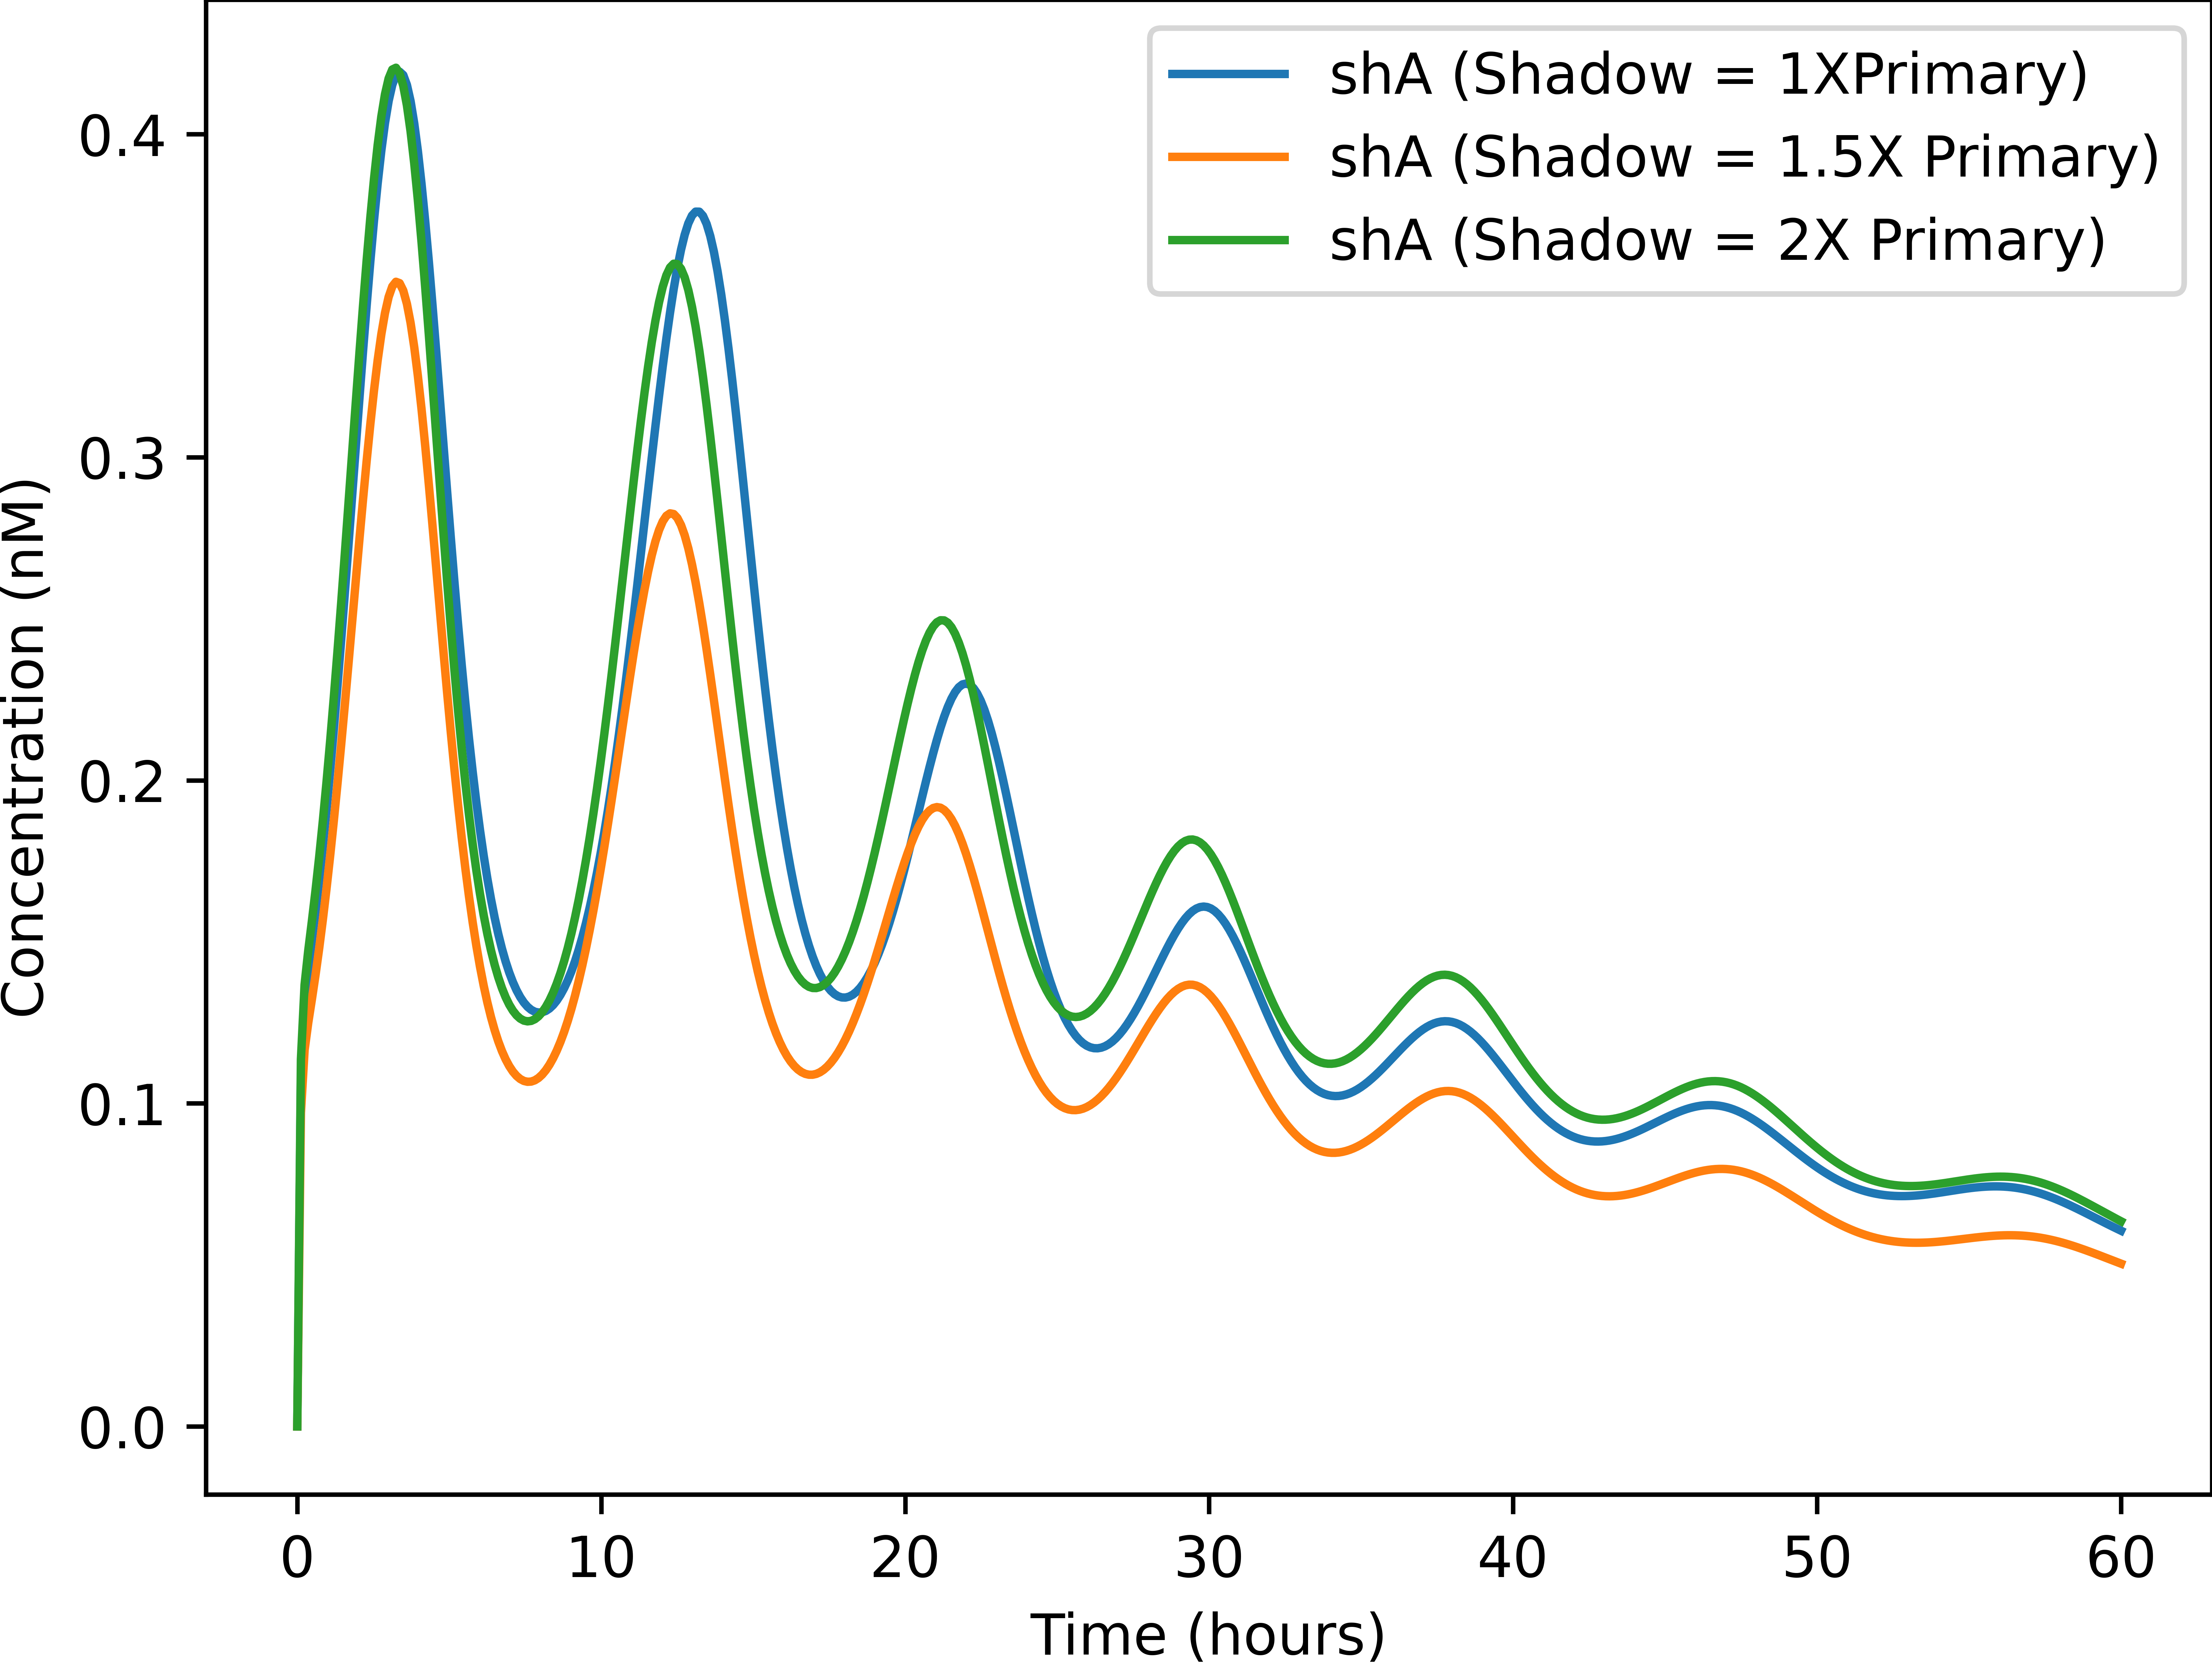 shA (Shadow = 1XPrimary)
shA (Shadow = 1.5X Primary)
shA (Shadow = 2X Primary)
Concentration (nM)
0.4
0.3
0.2
0.1
0.0
0 10 20 30 40 50 60
Time (hours)